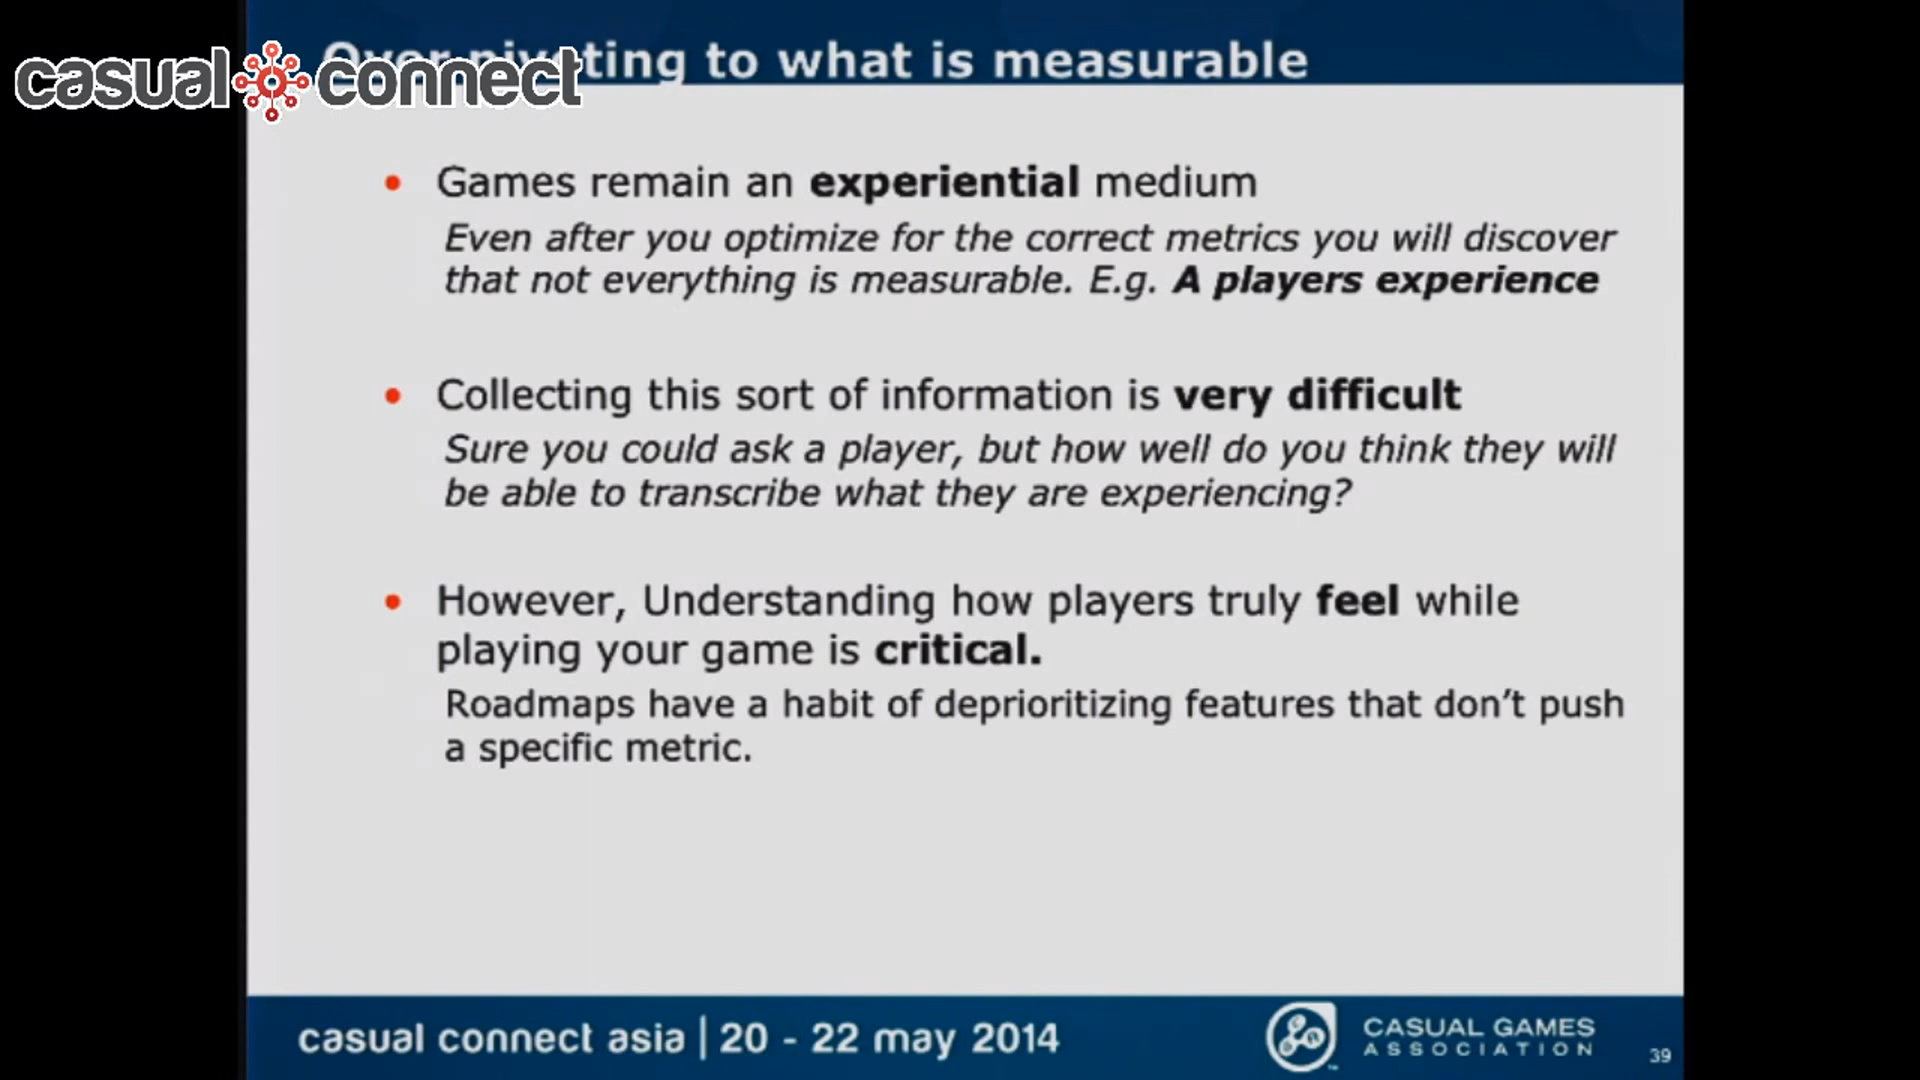 Over pivoting to what is measurable
casual connect
Games remain an experiential medium
Even after you optimize for the correct metrics you will discover
that not everything is measurable. E.g. A players experience
Collecting this sort of information is very difficult
Sure you could ask a player, but how well do you think they will
be able to transcribe what they are experiencing?
However, Understanding how players truly feel while
playing your game is critical.
Roadmaps have a habit of deprioritizing features that don't push
a specific metric.
casual connect asia | 20 - 22 may 2014
CASUAL GAMES
ASSOCIATION
39